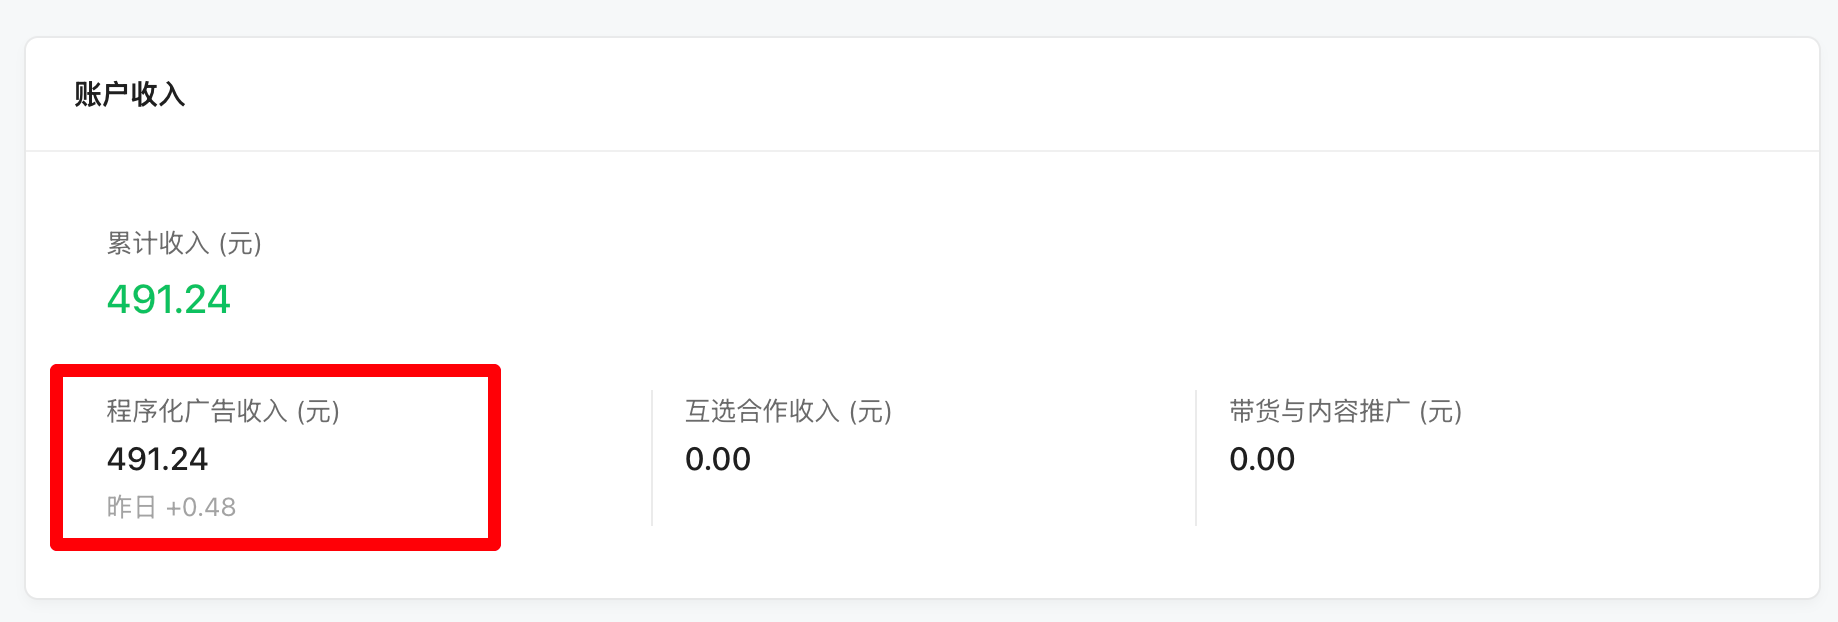 账户收入
累计收入 (元)
491.24
程序化广告收入 (元)
491.24
昨日 +0.48
互选合作收入 (元)
0.00
带货与内容推广 (元)
0.00